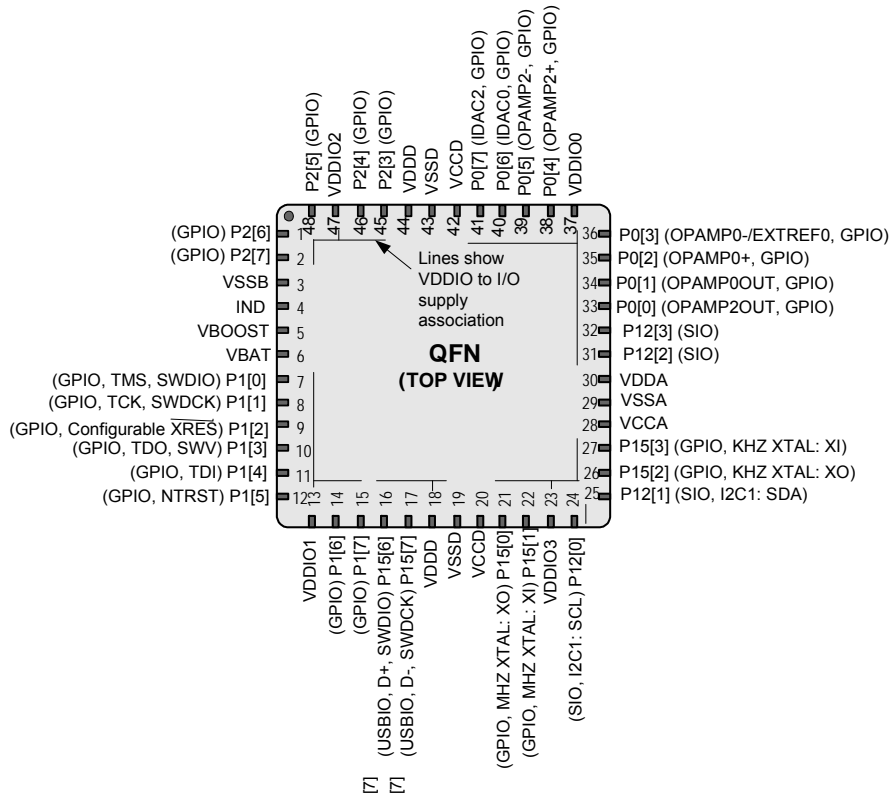 P2[5] (GPIO)
VDDIO2
P2[4] (GPIO)
P2[3] (GPIO)
VDDD
VSSD
VCCD
P0[7] (IDAC2, GPIO)
P0[6] (IDAC0, GPIO)
P0[5] (OPAMP2-, GPIO)
P0[4] (OPAMP2+, GPIO)
VDDIO0
48
47
46
45
44
43
42
41
40
39
38
37
(GPIO) P2[6] 1
(GPIO) P2[7] 2
VSSB 3
IND 4
VBOOST 5
VBAT 6
(GPIO, TMS, SWDIO) P1[0] 7
(GPIO, TCK, SWDCK) P1[1] 8
(GPIO, Configurable XRES) P1[2] 9
(GPIO, TDO, SWV) P1[3] 10
(GPIO, TDI) P1[4] 11
(GPIO, NTRST) P1[5] 12
Lines show
VDDIO to I/O
supply
association
QFN
(TOP VIEW)
36 P0[3] (OPAMP0-/EXTREF0, GPIO)
35 P0[2] (OPAMP0+, GPIO)
34 P0[1] (OPAMP0OUT, GPIO)
33 P0[0] (OPAMP2OUT, GPIO)
32 P12[3] (SIO)
31 P12[2] (SIO)
30 VDDA
29 VSSA
28 VCCA
27 P15[3] (GPIO, KHZ XTAL: XI)
26 P15[2] (GPIO, KHZ XTAL: XO)
25 P12[1] (SIO, I2C1: SDA)
13
14
15
16
17
18
19
20
21
22
23
24
VDDIO1
(GPIO) P1[6]
(GPIO) P1[7]
(USBIO, D+, SWDIO) P15[6]
(USBIO, D-, SWDCK) P15[7]
VDDD
VSSD
VCCD
(GPIO, MHZ XTAL: XO) P15[0]
(GPIO, MHZ XTAL: XI) P15[1]
VDDIO3
(SIO, I2C1: SCL) P12[0]
[7]
[7]